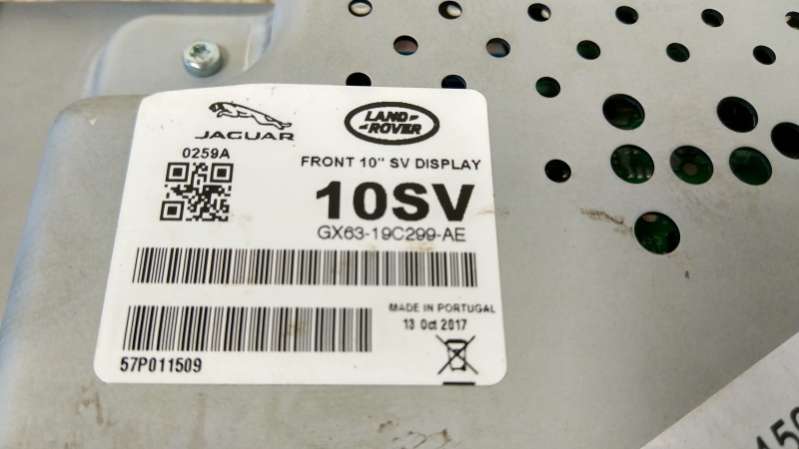 JAGUAR
LAND
ROVER
0259A
FRONT 10" SV DISPLAY
10SV
GX63-19C299-AE
MADE IN PORTUGAL
13 Oct 2017
57P011509